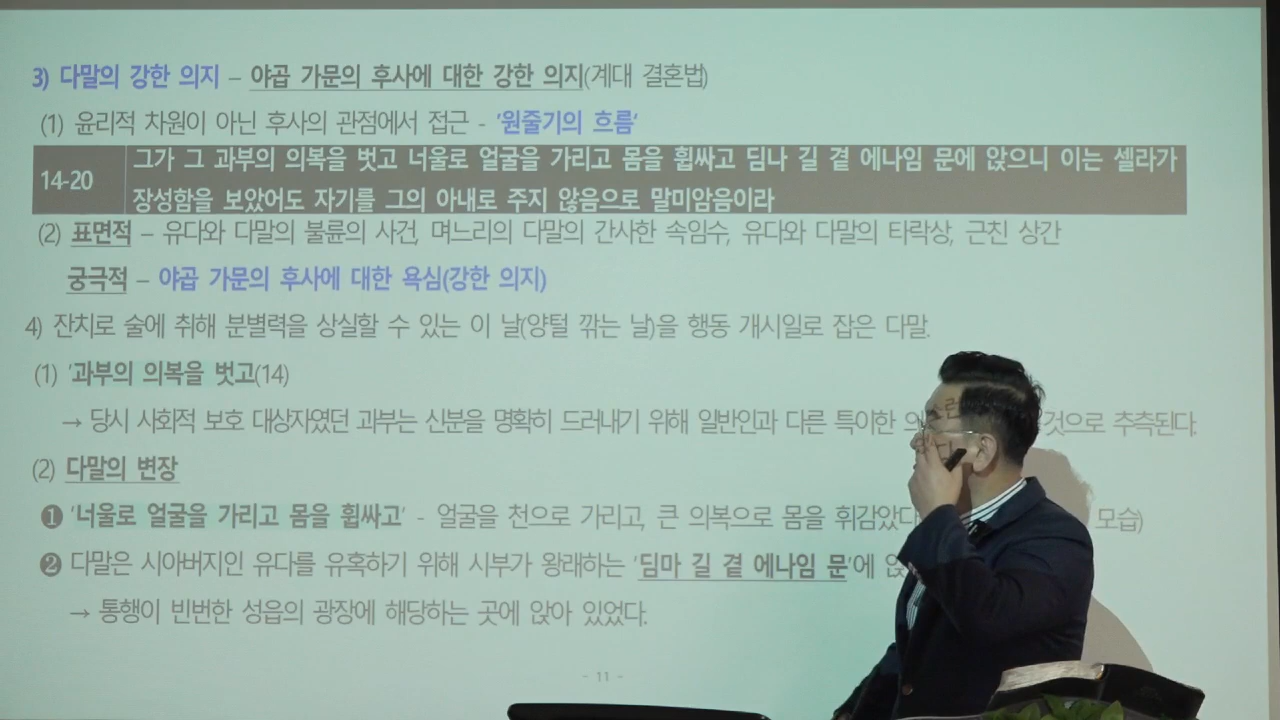 3) 다말의 강한 의지 – 야곱 가문의 후사에 대한 강한 의지(계대 결혼법)
(1) 윤리적 차원이 아닌 후사의 관점에서 접근 - '원줄기의 흐름'
14-20 그가 그 과부의 의복을 벗고 너울로 얼굴을 가리고 몸을 휩싸고 딤나 길 곁 에나임 문에 앉으니 이는 셀라가
장성함을 보았어도 자기를 그의 아내로 주지 않음으로 말미암음이라
(2) 표면적 – 유다와 다말의 불륜의 사건, 며느리의 다말의 간사한 속임수, 유다와 다말의 타락상, 근친 상간
궁극적 – 야곱 가문의 후사에 대한 욕심(강한 의지)
4) 잔치로 술에 취해 분별력을 상실할 수 있는 이 날(양털 깎는 날)을 행동 개시일로 잡은 다말.
(1) '과부의 의복을 벗고(14)
→ 당시 사회적 보호 대상자였던 과부는 신분을 명확히 드러내기 위해 일반인과 다른 특이한 것으로 추측된다.
(2) 다말의 변장
❶ '너울로 얼굴을 가리고 몸을 휩싸고' - 얼굴을 천으로 가리고, 큰 의복으로 몸을 휘감았다 모습)
❷ 다말은 시아버지인 유다를 유혹하기 위해 시부가 왕래하는 '딤마 길 곁 에나임 문'에
→ 통행이 빈번한 성읍의 광장에 해당하는 곳에 앉아 있었다.
- 11 -